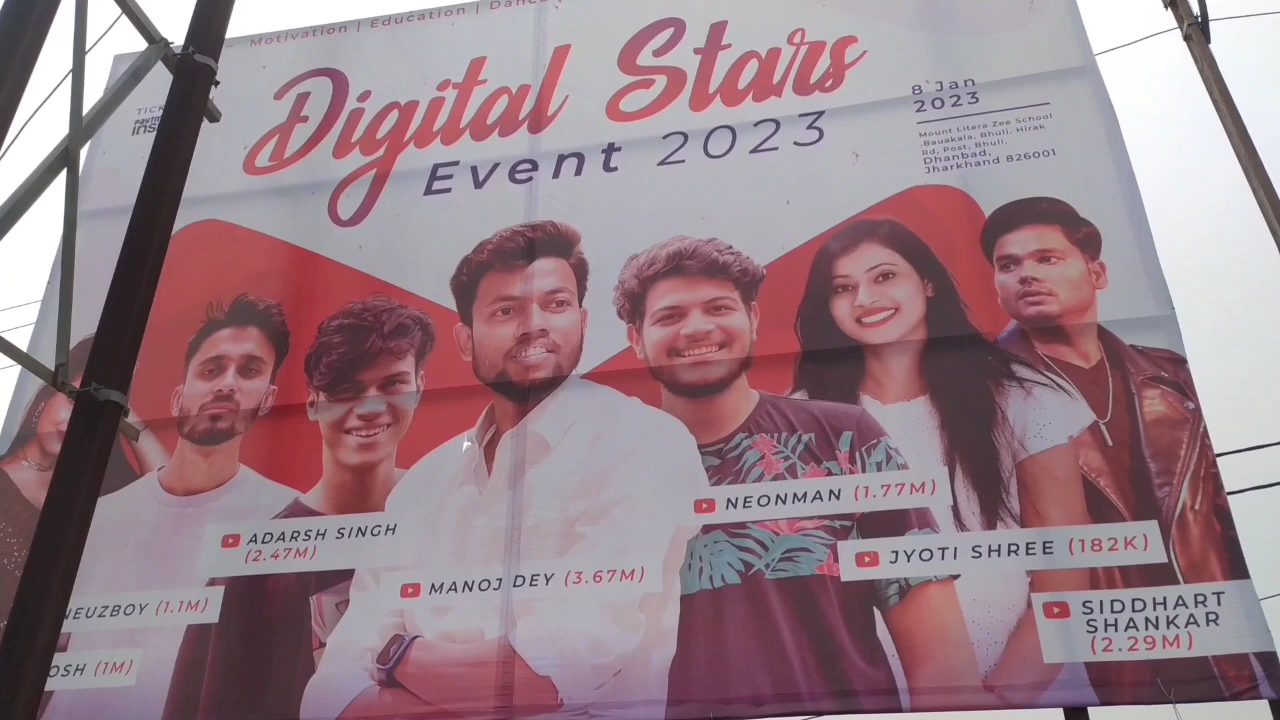 Motivation | Education | Dance
Digital Stars
Event 2023
8 Jan
2023
Mount Litera Zee School
,Bauakala, Bhuli, Hirak
Rd, Post, Bhuli,
Dhanbad,
Jharkhand 826001
ADARSH SINGH
(2.47M)
MANOJ DEY (3.67M)
NEONMAN (1.77M)
JYOTI SHREE (182K)
SIDDHART
SHANKAR
(2.29M)
(1.1M)
(1M)